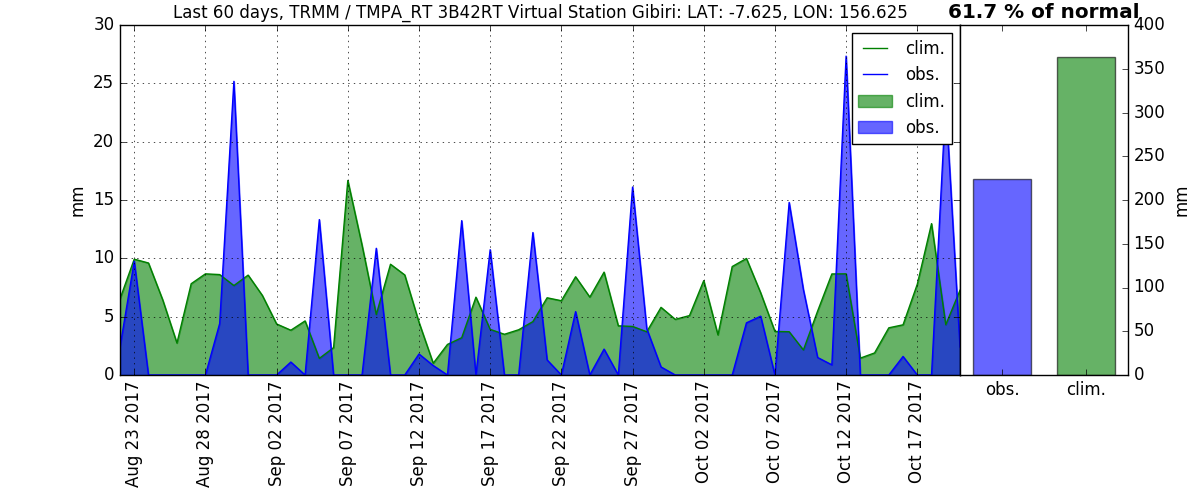 Last 60 days, TRMM / TMPA_RT 3B42RT Virtual Station Gibiri: LAT: -7.625, LON: 156.625
61.7 % of normal
30
25
20
15
10
5
0
mm
clim.
obs.
clim.
obs.
400
350
300
250
200
150
100
50
0
mm
obs.
clim.
Aug 23 2017
Aug 28 2017
Sep 02 2017
Sep 07 2017
Sep 12 2017
Sep 17 2017
Sep 22 2017
Sep 27 2017
Oct 02 2017
Oct 07 2017
Oct 12 2017
Oct 17 2017